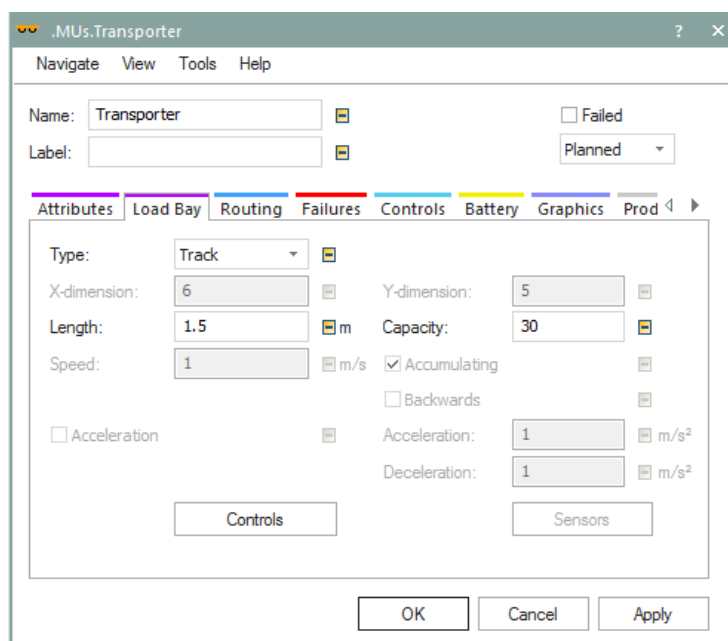 .MUs.Transporter ? ×
Navigate View Tools Help
Name: Transporter Failed
Label: Planned
Attributes Load Bay Routing Failures Controls Battery Graphics Prod
Type: Track
X-dimension: 6 Y-dimension: 5
Length: 1.5 m Capacity: 30
Speed: 1 m/s Accumulating
Backwards
Acceleration Acceleration: 1 m/s²
Deceleration: 1 m/s²
Controls Sensors
OK Cancel Apply